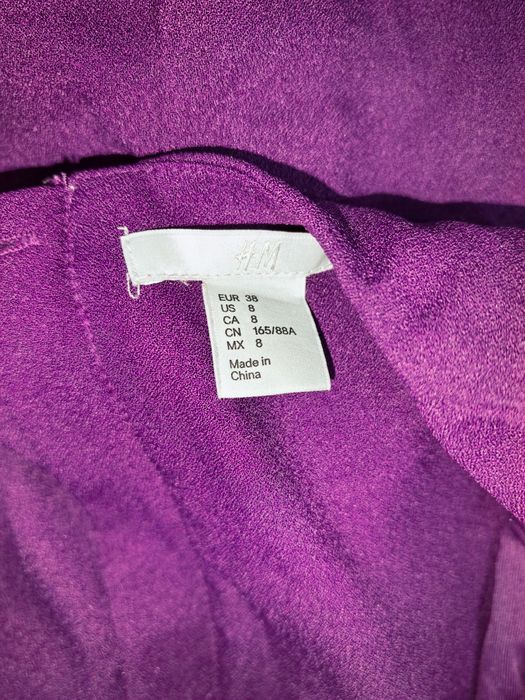 H&M
EUR 38
US 8
CA 8
CN 165/88A
MX 8
Made in
China